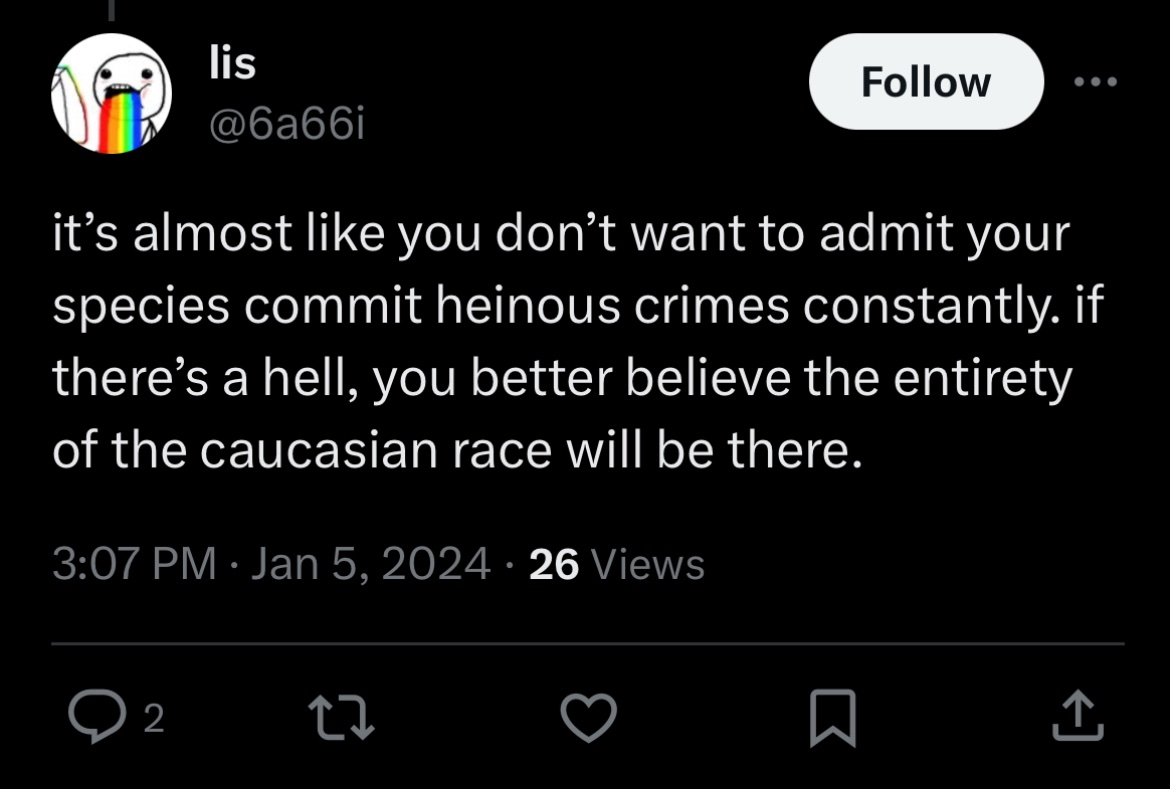 lis
@6a66i
Follow
it’s almost like you don’t want to admit your
species commit heinous crimes constantly. if
there’s a hell, you better believe the entirety
of the caucasian race will be there.
3:07 PM · Jan 5, 2024 · 26 Views
2